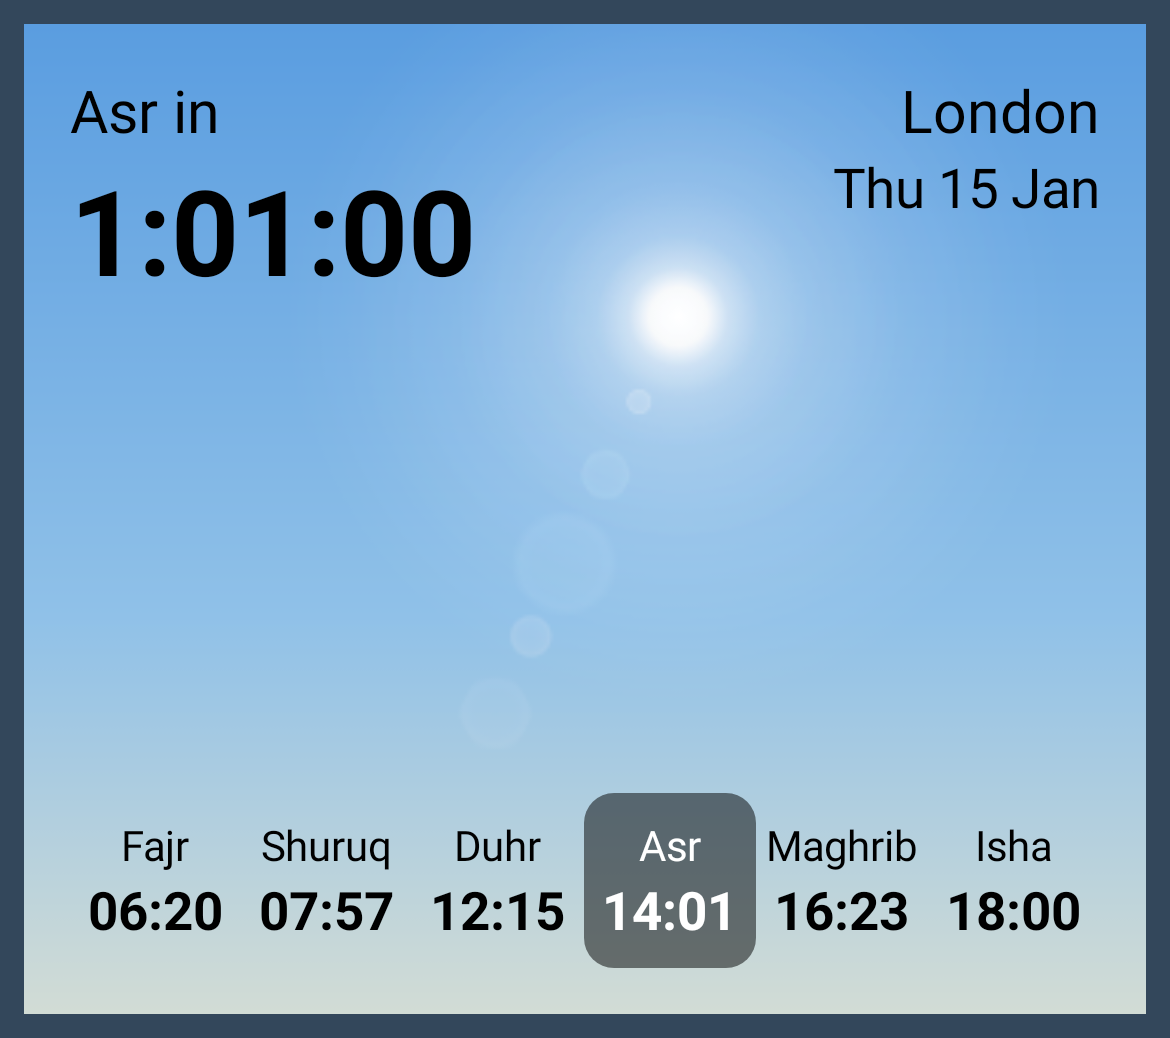 Asr in
1:01:00
London
Thu 15 Jan
Fajr Shuruq Duhr Asr Maghrib Isha
06:20 07:57 12:15 14:01 16:23 18:00